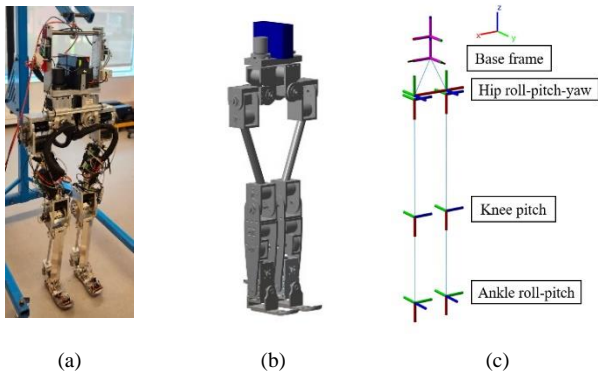 z
x
y
Base frame
Hip roll-pitch-yaw
Knee pitch
Ankle roll-pitch
(a) (b) (c)